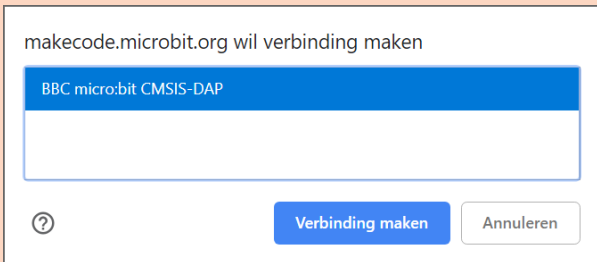 makecode.microbit.org wil verbinding maken
BBC micro:bit CMSIS-DAP
Verbinding maken Annuleren